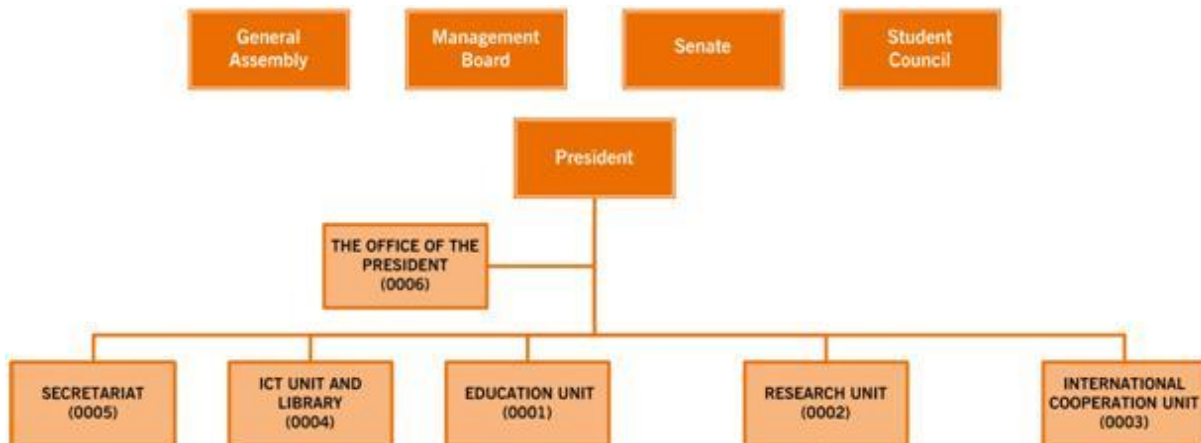 General
Assembly
Management
Board
Senate
Student
Council
President
THE OFFICE OF THE
PRESIDENT
(0006)
SECRETARIAT
(0005)
ICT UNIT AND
LIBRARY
(0004)
EDUCATION UNIT
(0001)
RESEARCH UNIT
(0002)
INTERNATIONAL
COOPERATION UNIT
(0003)